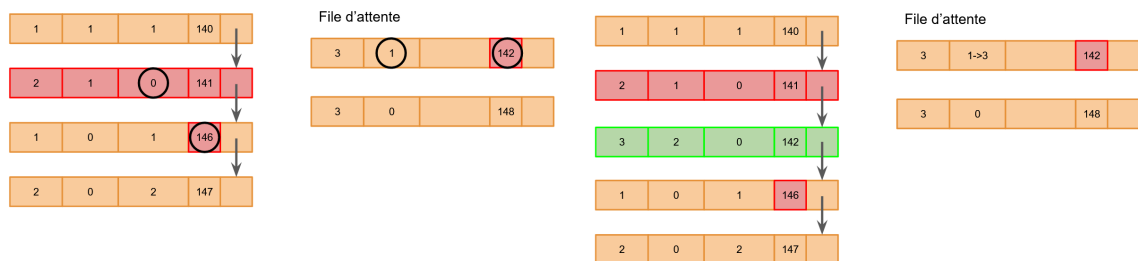 1 1 1 140
2 1 0 141
1 0 1 146
2 0 2 147
File d'attente
3 1 142
3 0 148
1 1 1 140
2 1 0 141
3 2 0 142
1 0 1 146
2 0 2 147
File d'attente
3 1->3 142
3 0 148